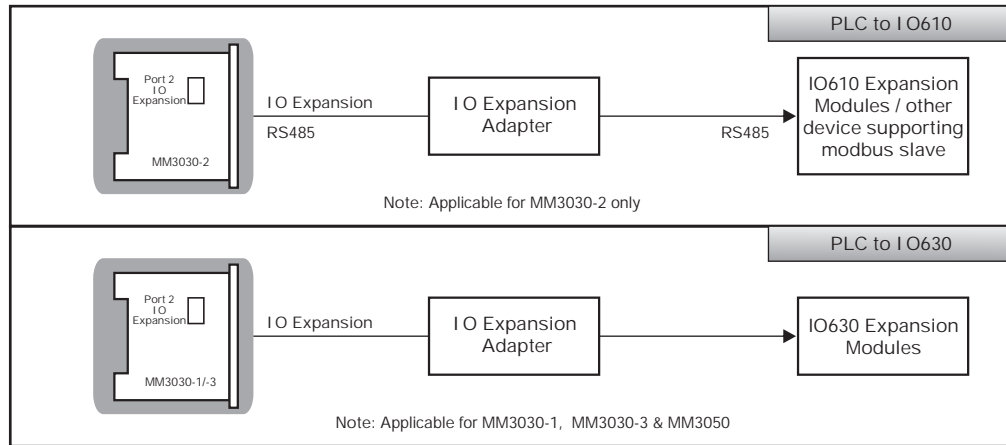 PLC to IO610
Port 2
IO
Expansion
MM3030-2
IO Expansion
RS485
IO Expansion
Adapter
RS485
IO610 Expansion
Modules / other
device supporting
modbus slave
Note: Applicable for MM3030-2 only
PLC to IO630
Port 2
IO
Expansion
MM3030-1/-3
IO Expansion
IO Expansion
Adapter
IO630 Expansion
Modules
Note: Applicable for MM3030-1, MM3030-3 & MM3050